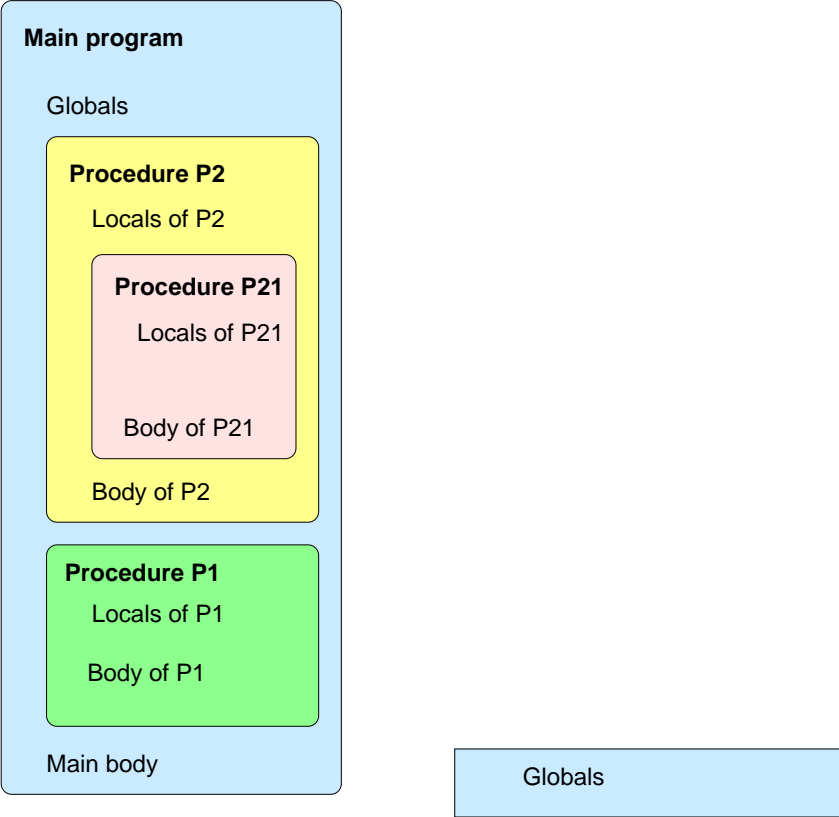 Main program
Globals
Procedure P2
Locals of P2
Procedure P21
Locals of P21
Body of P21
Body of P2
Procedure P1
Locals of P1
Body of P1
Main body
Globals